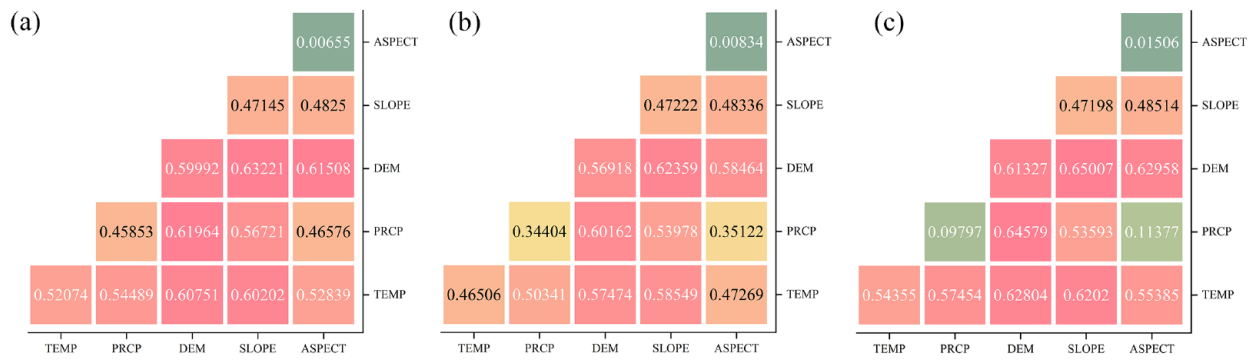 (a)
0.00655 ASPECT
0.47145 0.4825 SLOPE
0.59992 0.63221 0.61508 DEM
0.45853 0.61964 0.56721 0.46576 PRCP
0.52074 0.54489 0.60751 0.60202 0.52839 TEMP
TEMP PRCP DEM SLOPE ASPECT
(b)
0.00834 ASPECT
0.47222 0.48336 SLOPE
0.56918 0.62359 0.58464 DEM
0.34404 0.60162 0.53978 0.35122 PRCP
0.46506 0.50341 0.57474 0.58549 0.47269 TEMP
TEMP PRCP DEM SLOPE ASPECT
(c)
0.01506 ASPECT
0.47198 0.48514 SLOPE
0.61327 0.65007 0.62958 DEM
0.09797 0.64579 0.53593 0.11377 PRCP
0.54355 0.57454 0.62804 0.6202 0.55385 TEMP
TEMP PRCP DEM SLOPE ASPECT